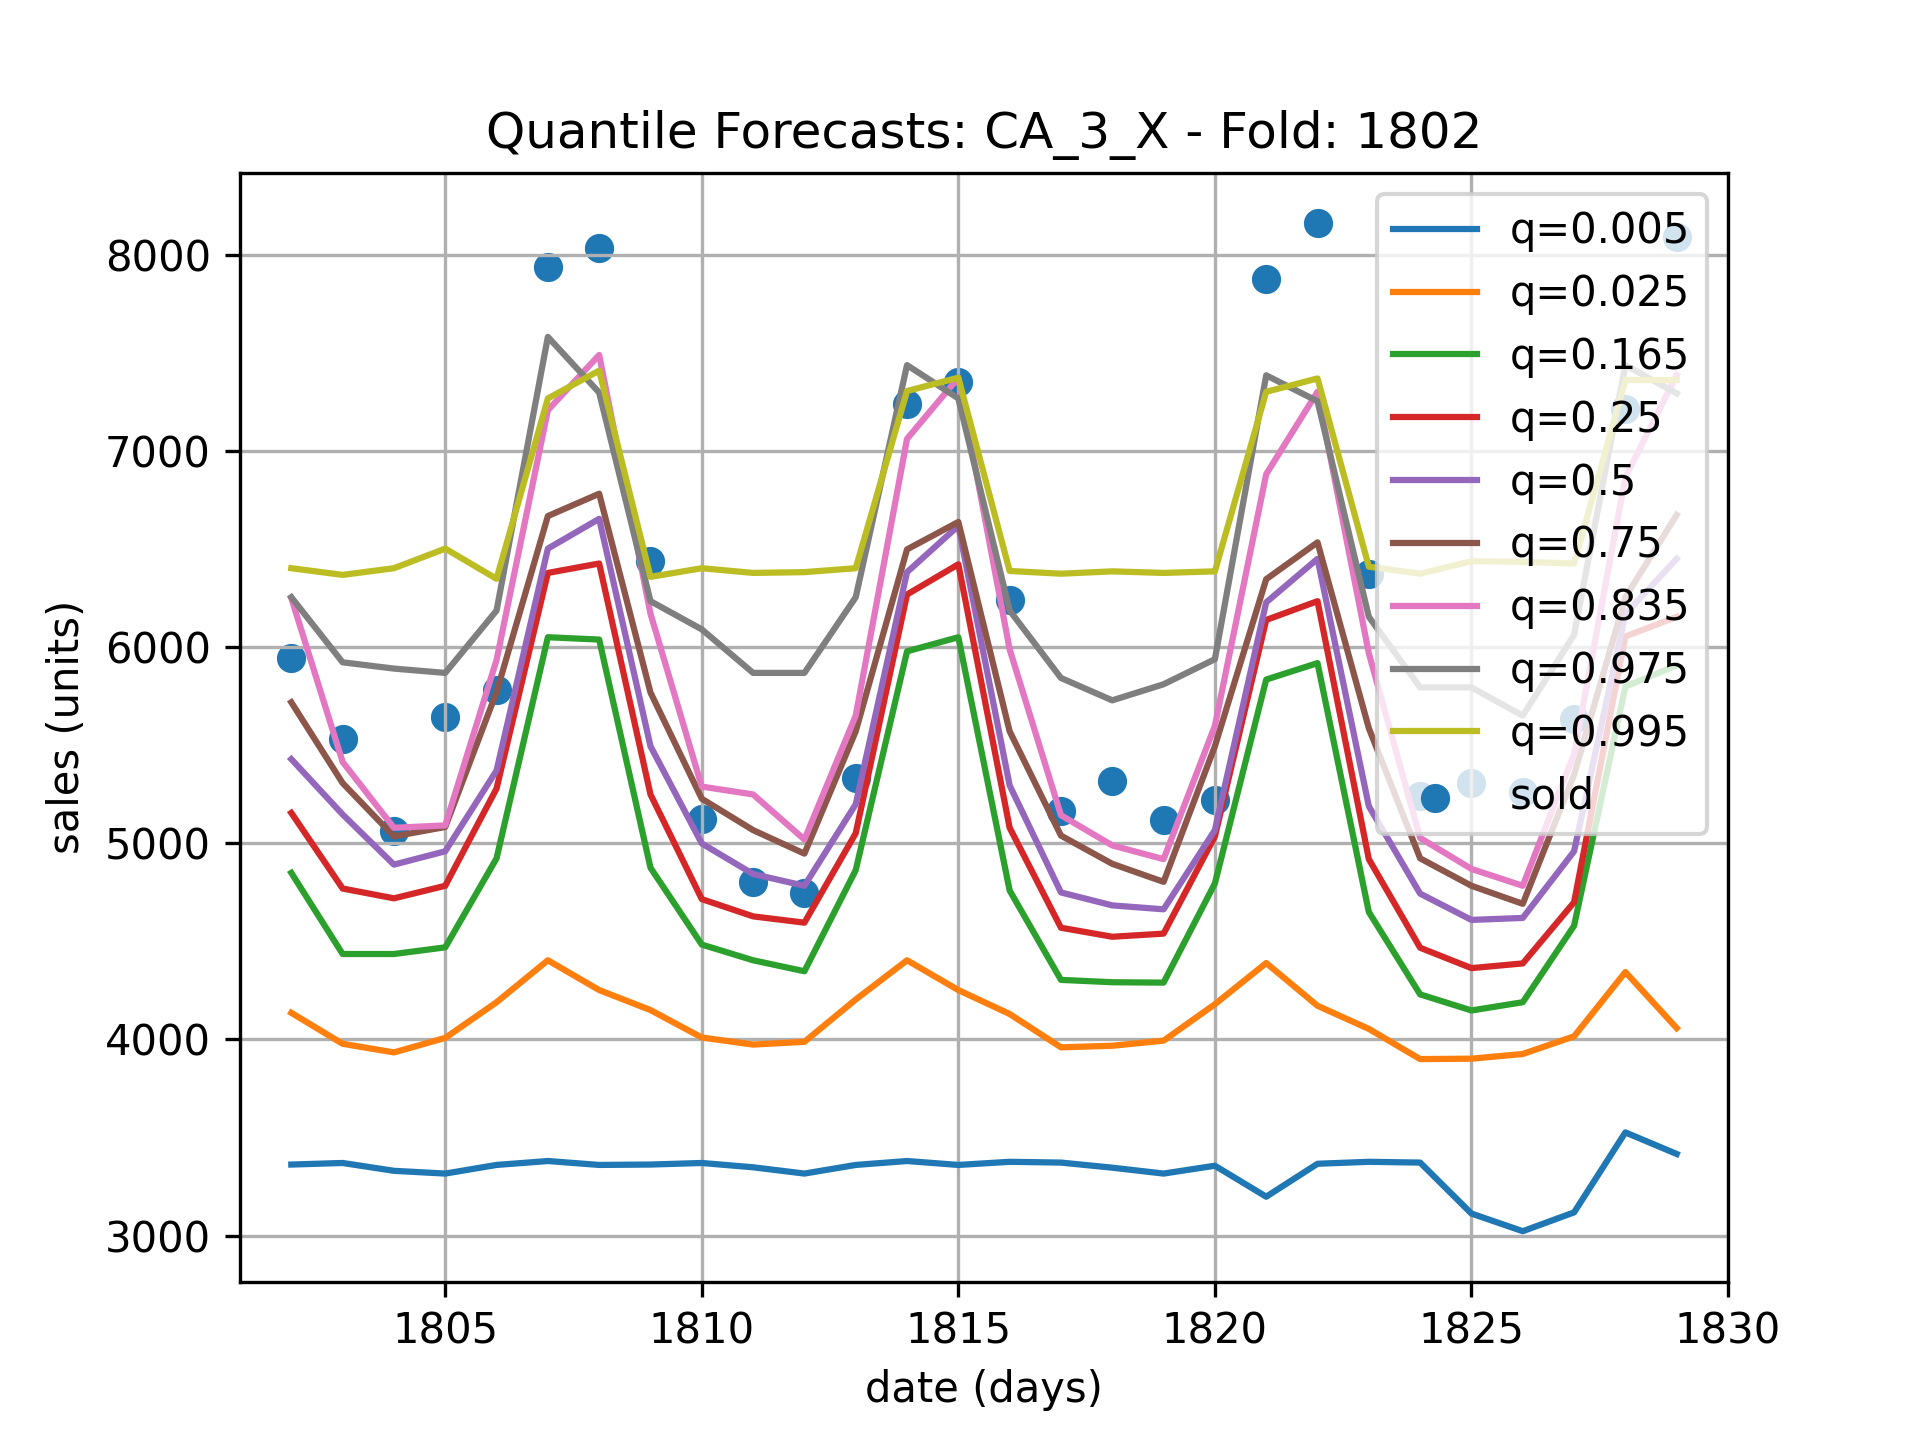 Quantile Forecasts: CA_3_X - Fold: 1802
8000
7000
6000
5000
4000
3000
sales (units)
q=0.005
q=0.025
q=0.165
q=0.25
q=0.5
q=0.75
q=0.835
q=0.975
q=0.995
sold
1805 1810 1815 1820 1825 1830
date (days)